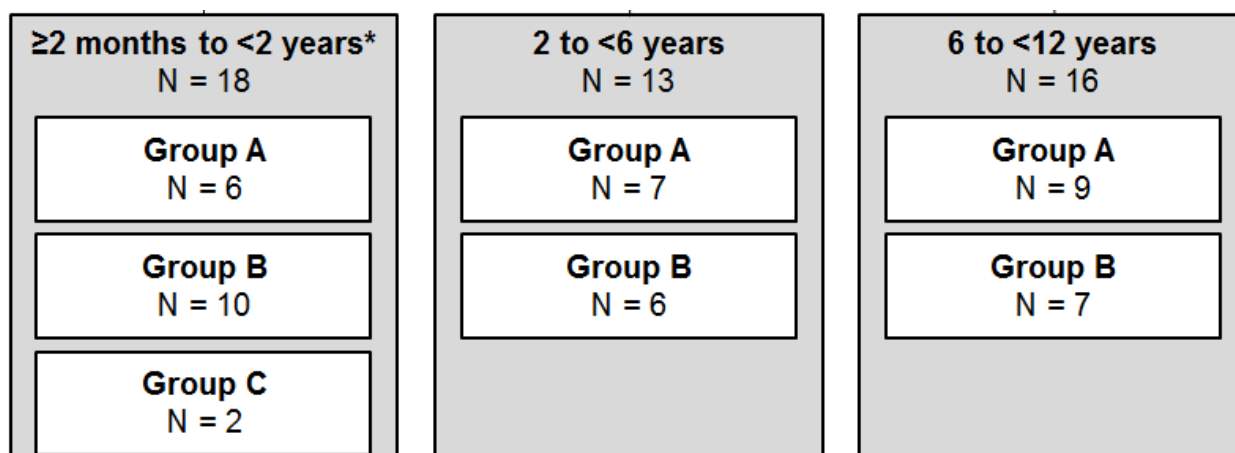 ≥2 months to <2 years*
N = 18
Group A
N = 6
Group B
N = 10
Group C
N = 2
2 to <6 years
N = 13
Group A
N = 7
Group B
N = 6
6 to <12 years
N = 16
Group A
N = 9
Group B
N = 7